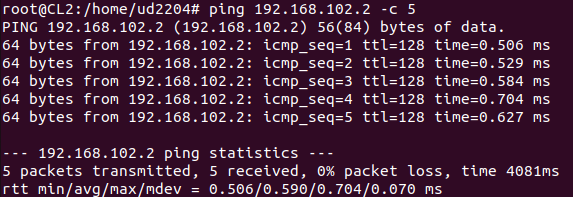 root@CL2:/home/ud2204# ping 192.168.102.2 -c 5
PING 192.168.102.2 (192.168.102.2) 56(84) bytes of data.
64 bytes from 192.168.102.2: icmp_seq=1 ttl=128 time=0.506 ms
64 bytes from 192.168.102.2: icmp_seq=2 ttl=128 time=0.529 ms
64 bytes from 192.168.102.2: icmp_seq=3 ttl=128 time=0.584 ms
64 bytes from 192.168.102.2: icmp_seq=4 ttl=128 time=0.704 ms
64 bytes from 192.168.102.2: icmp_seq=5 ttl=128 time=0.627 ms
--- 192.168.102.2 ping statistics ---
5 packets transmitted, 5 received, 0% packet loss, time 4081ms
rtt min/avg/max/mdev = 0.506/0.590/0.704/0.070 ms